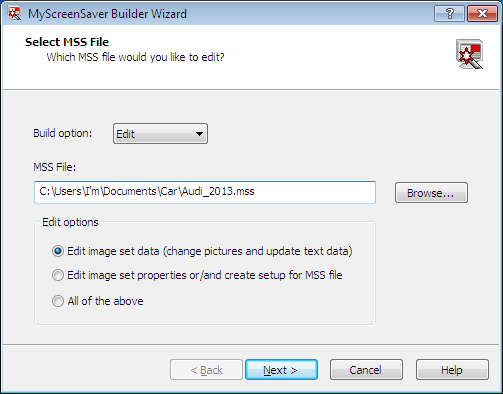 MyScreenSaver Builder Wizard
Select MSS File
Which MSS file would you like to edit?
Build option: Edit
MSS File:
C:\Users\I'm\Documents\Car\Audi_2013.mss Browse...
Edit options
Edit image set data (change pictures and update text data)
Edit image set properties or/and create setup for MSS file
All of the above
< Back Next > Cancel Help